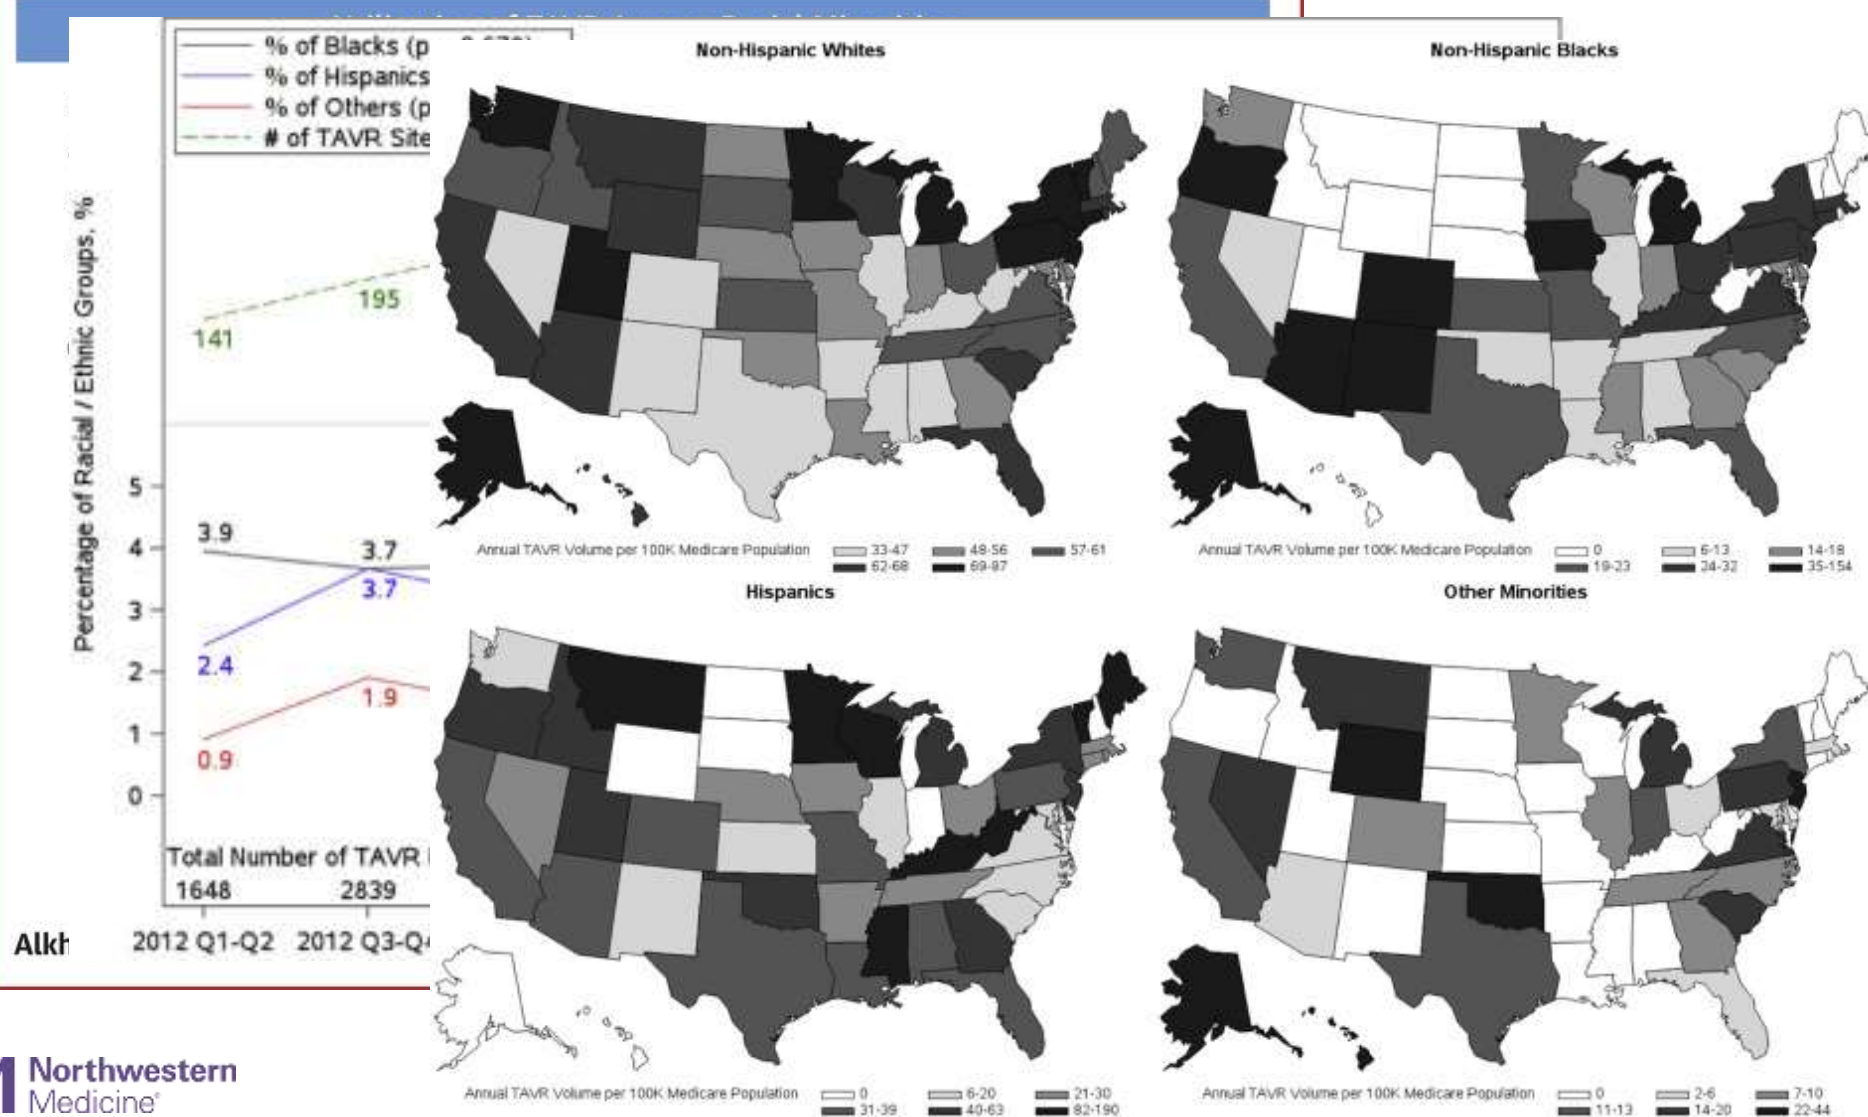 % of Blacks (p
% of Hispanics
% of Others (p
# of TAVR Site
Percentage of Racial / Ethnic Groups, %
141
195
5
4
3
2
1
0
3.9
3.7
3.7
2.4
1.9
0.9
Total Number of TAVR
1648 2839
2012 Q1-Q2 2012 Q3-Q4
Alkh
Northwestern
Medicine®
Non-Hispanic Whites
Annual TAVR Volume per 100K Medicare Population 33-47 48-56 57-61
62-68 69-87
Non-Hispanic Blacks
Annual TAVR Volume per 100K Medicare Population 0 6-13 14-18
19-23 24-32 35-154
Hispanics
Annual TAVR Volume per 100K Medicare Population 0 6-20 21-30
31-39 40-63 82-190
Other Minorities
Annual TAVR Volume per 100K Medicare Population 0 2-6 7-10
11-13 14-20 22-44